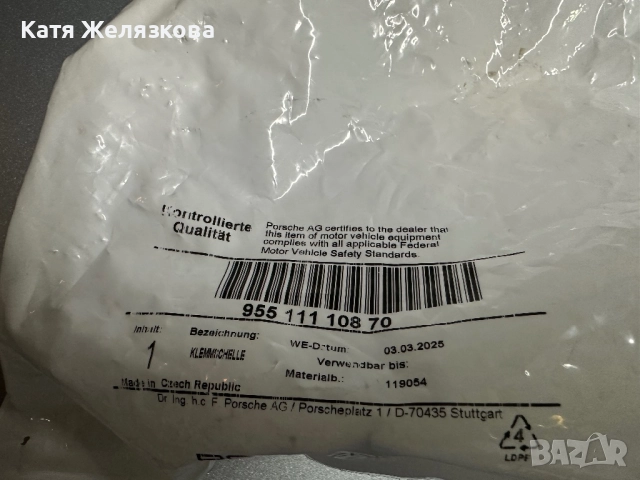 Катя Желязкова
Kontrollierte
Qualität
Porsche AG certifies to the dealer that
this item of motor vehicle equipment
complies with all applicable Federal
Motor Vehicle Safety Standards.
955 111 108 70
Inhalt: Bezeichnung: WE-Datum: 03.03.2025
1 KLEMMSCHELLE Verwendbar bis:
Materialb.: 119054
Made in Czech Republic
Dr. Ing. h.c. F. Porsche AG / Porscheplatz 1 / D-70435 Stuttgart
4
LDPE
BAZAR